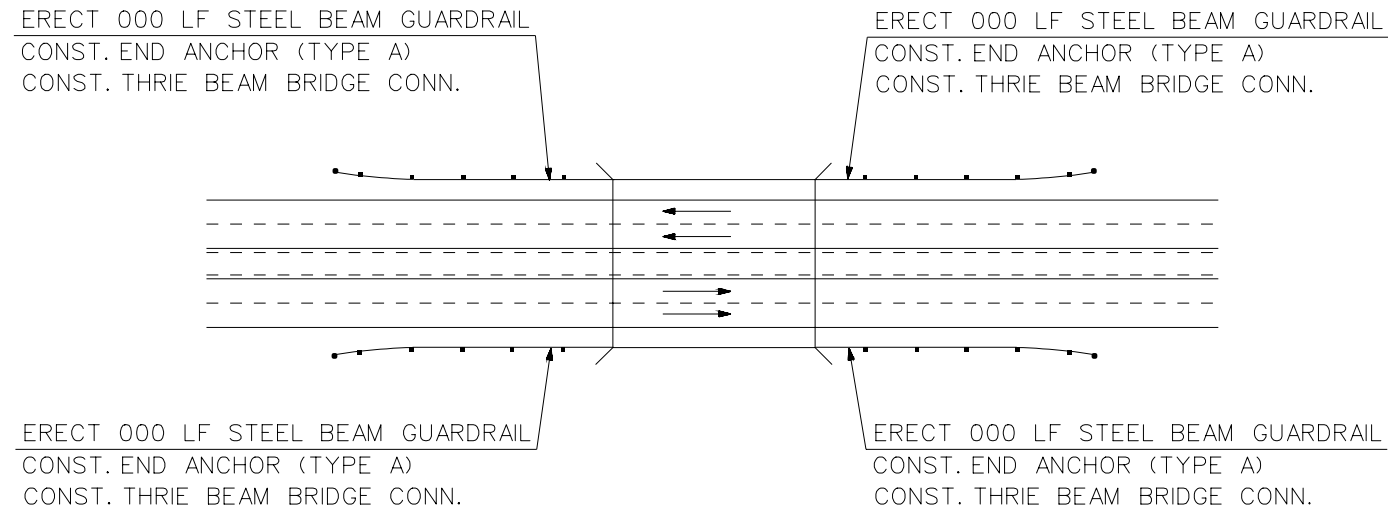 ERECT 000 LF STEEL BEAM GUARDRAIL
CONST. END ANCHOR (TYPE A)
CONST. THRIE BEAM BRIDGE CONN.
ERECT 000 LF STEEL BEAM GUARDRAIL
CONST. END ANCHOR (TYPE A)
CONST. THRIE BEAM BRIDGE CONN.
ERECT 000 LF STEEL BEAM GUARDRAIL
CONST. END ANCHOR (TYPE A)
CONST. THRIE BEAM BRIDGE CONN.
ERECT 000 LF STEEL BEAM GUARDRAIL
CONST. END ANCHOR (TYPE A)
CONST. THRIE BEAM BRIDGE CONN.